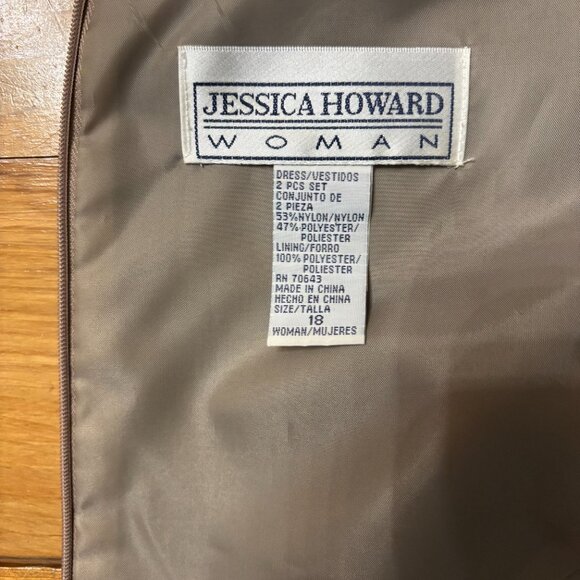 JESSICA HOWARD
WOMAN
DRESS/VESTIDOS
2 PCS SET
CONJUNTO DE
2 PIEZA
53%NYLON/NYLON
47% POLYESTER/
POLIESTER
LINING/FORRO
100% POLYESTER/
POLIESTER
RN 70643
MADE IN CHINA
HECHO EN CHINA
SIZE/TALLA
18
WOMAN/MUJERES